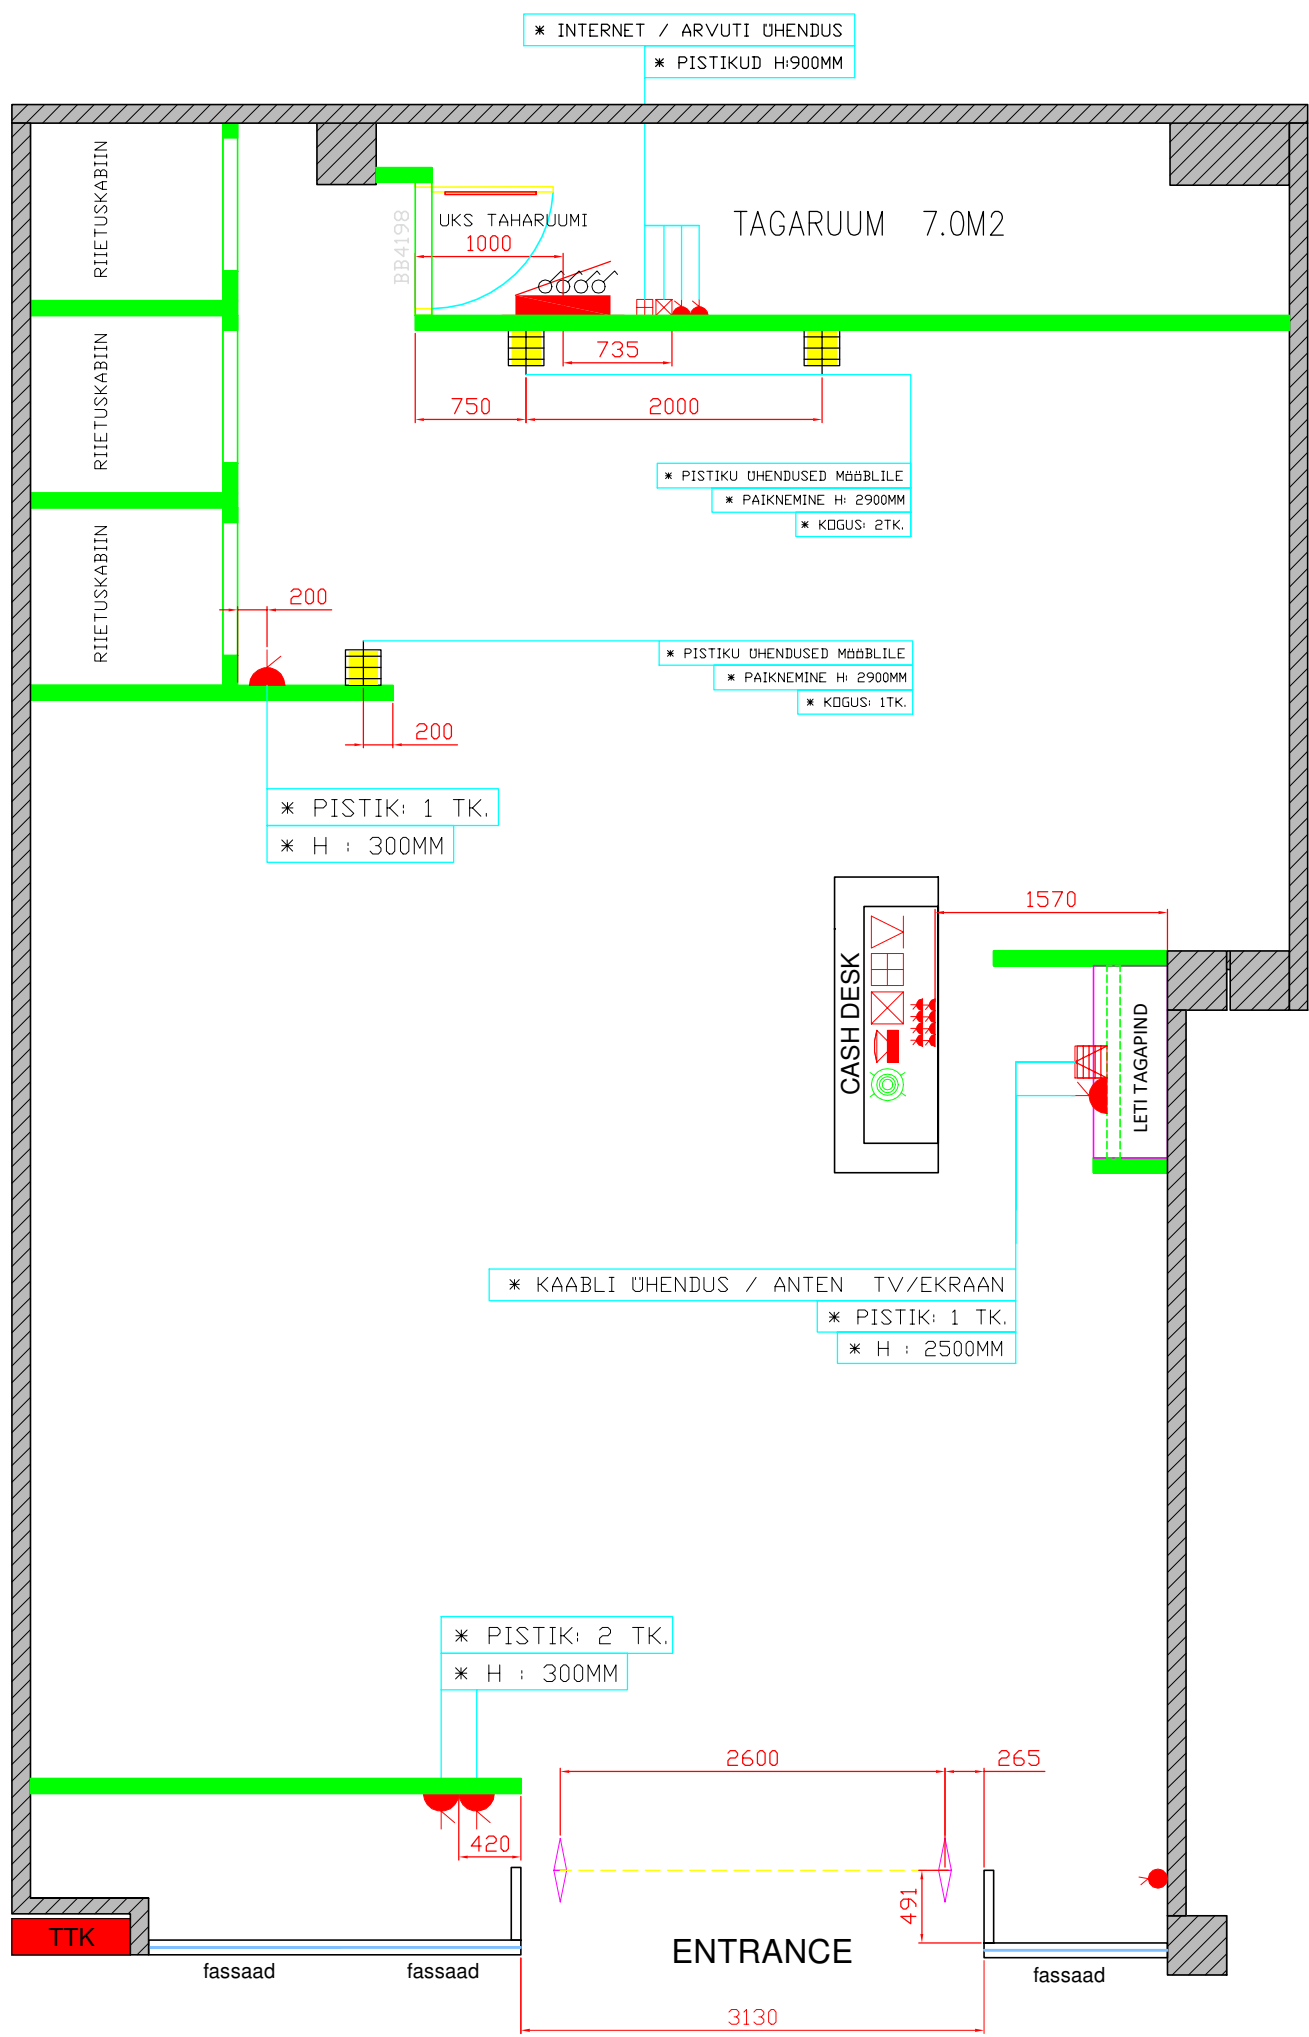 * INTERNET / ARVUTI ÜHENDUS
* PISTIKUD H:900MM
RIIETUSKABIIN
BB4198
UKS TAHARUUMI
1000
TAGARUUM 7.0M2
735
750
2000
RIIETUSKABIIN
* PISTIKU ÜHENDUSED MÖÖBLILE
* PAIKNEMINE H: 2900MM
* KOGUS: 2TK.
RIIETUSKABIIN
200
* PISTIKU ÜHENDUSED MÖÖBLILE
* PAIKNEMINE H: 2900MM
* KOGUS: 1TK.
200
* PISTIK: 1 TK.
* H : 300MM
1570
CASH DESK
LETI TAGAPIND
* KAABLI ÜHENDUS / ANTEN TV/EKRAAN
* PISTIK: 1 TK.
* H : 2500MM
* PISTIK: 2 TK.
* H : 300MM
2600
265
420
491
TTK
ENTRANCE
fassaad
fassaad
fassaad
3130